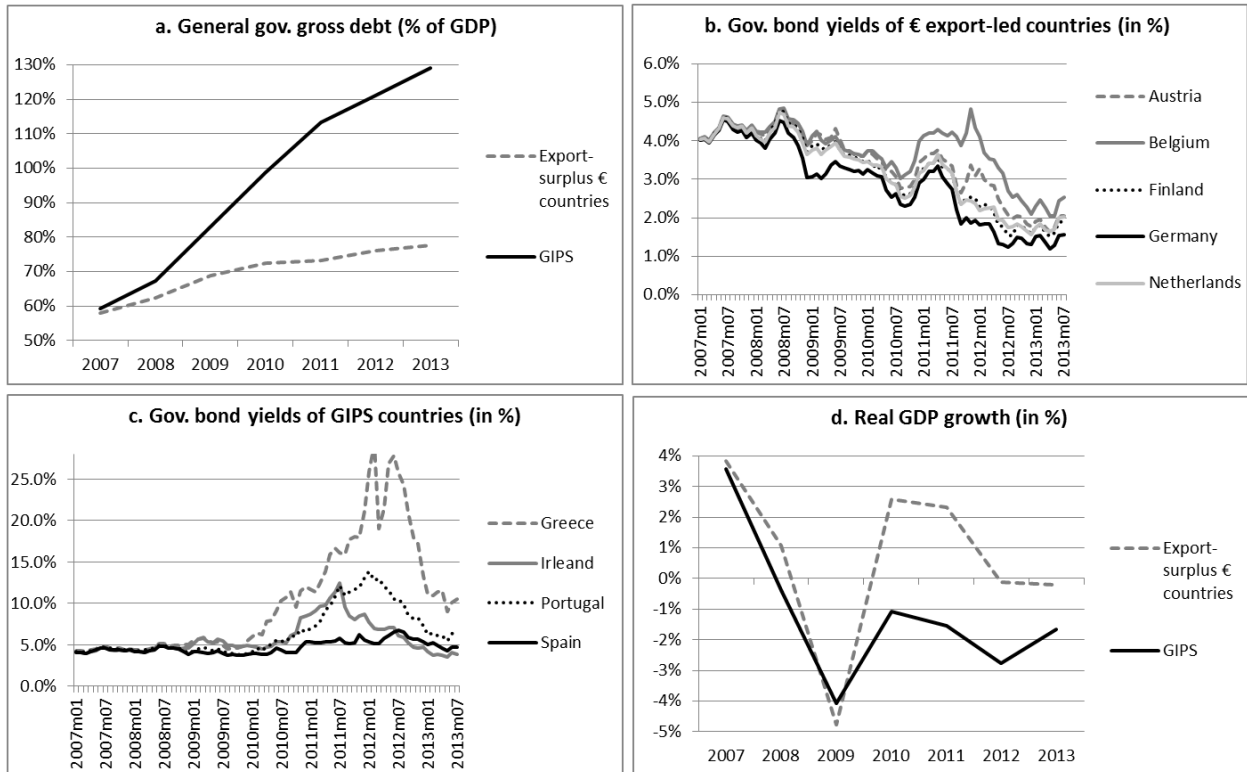 a. General gov. gross debt (% of GDP)
130%
120%
110%
100%
90%
80%
70%
60%
50%
2007 2008 2009 2010 2011 2012 2013
Export-
surplus €
countries
GIPS
b. Gov. bond yields of € export-led countries (in %)
6.0%
5.0%
4.0%
3.0%
2.0%
1.0%
0.0%
2007m01
2007m07
2008m01
2008m07
2009m01
2009m07
2010m01
2010m07
2011m01
2011m07
2012m01
2012m07
2013m01
2013m07
Austria
Belgium
Finland
Germany
Netherlands
c. Gov. bond yields of GIPS countries (in %)
25.0%
20.0%
15.0%
10.0%
5.0%
0.0%
2007m01
2007m07
2008m01
2008m07
2009m01
2009m07
2010m01
2010m07
2011m01
2011m07
2012m01
2012m07
2013m01
2013m07
Greece
Irleand
Portugal
Spain
d. Real GDP growth (in %)
4%
3%
2%
1%
0%
-1%
-2%
-3%
-4%
-5%
2007 2008 2009 2010 2011 2012 2013
Export-
surplus €
countries
GIPS